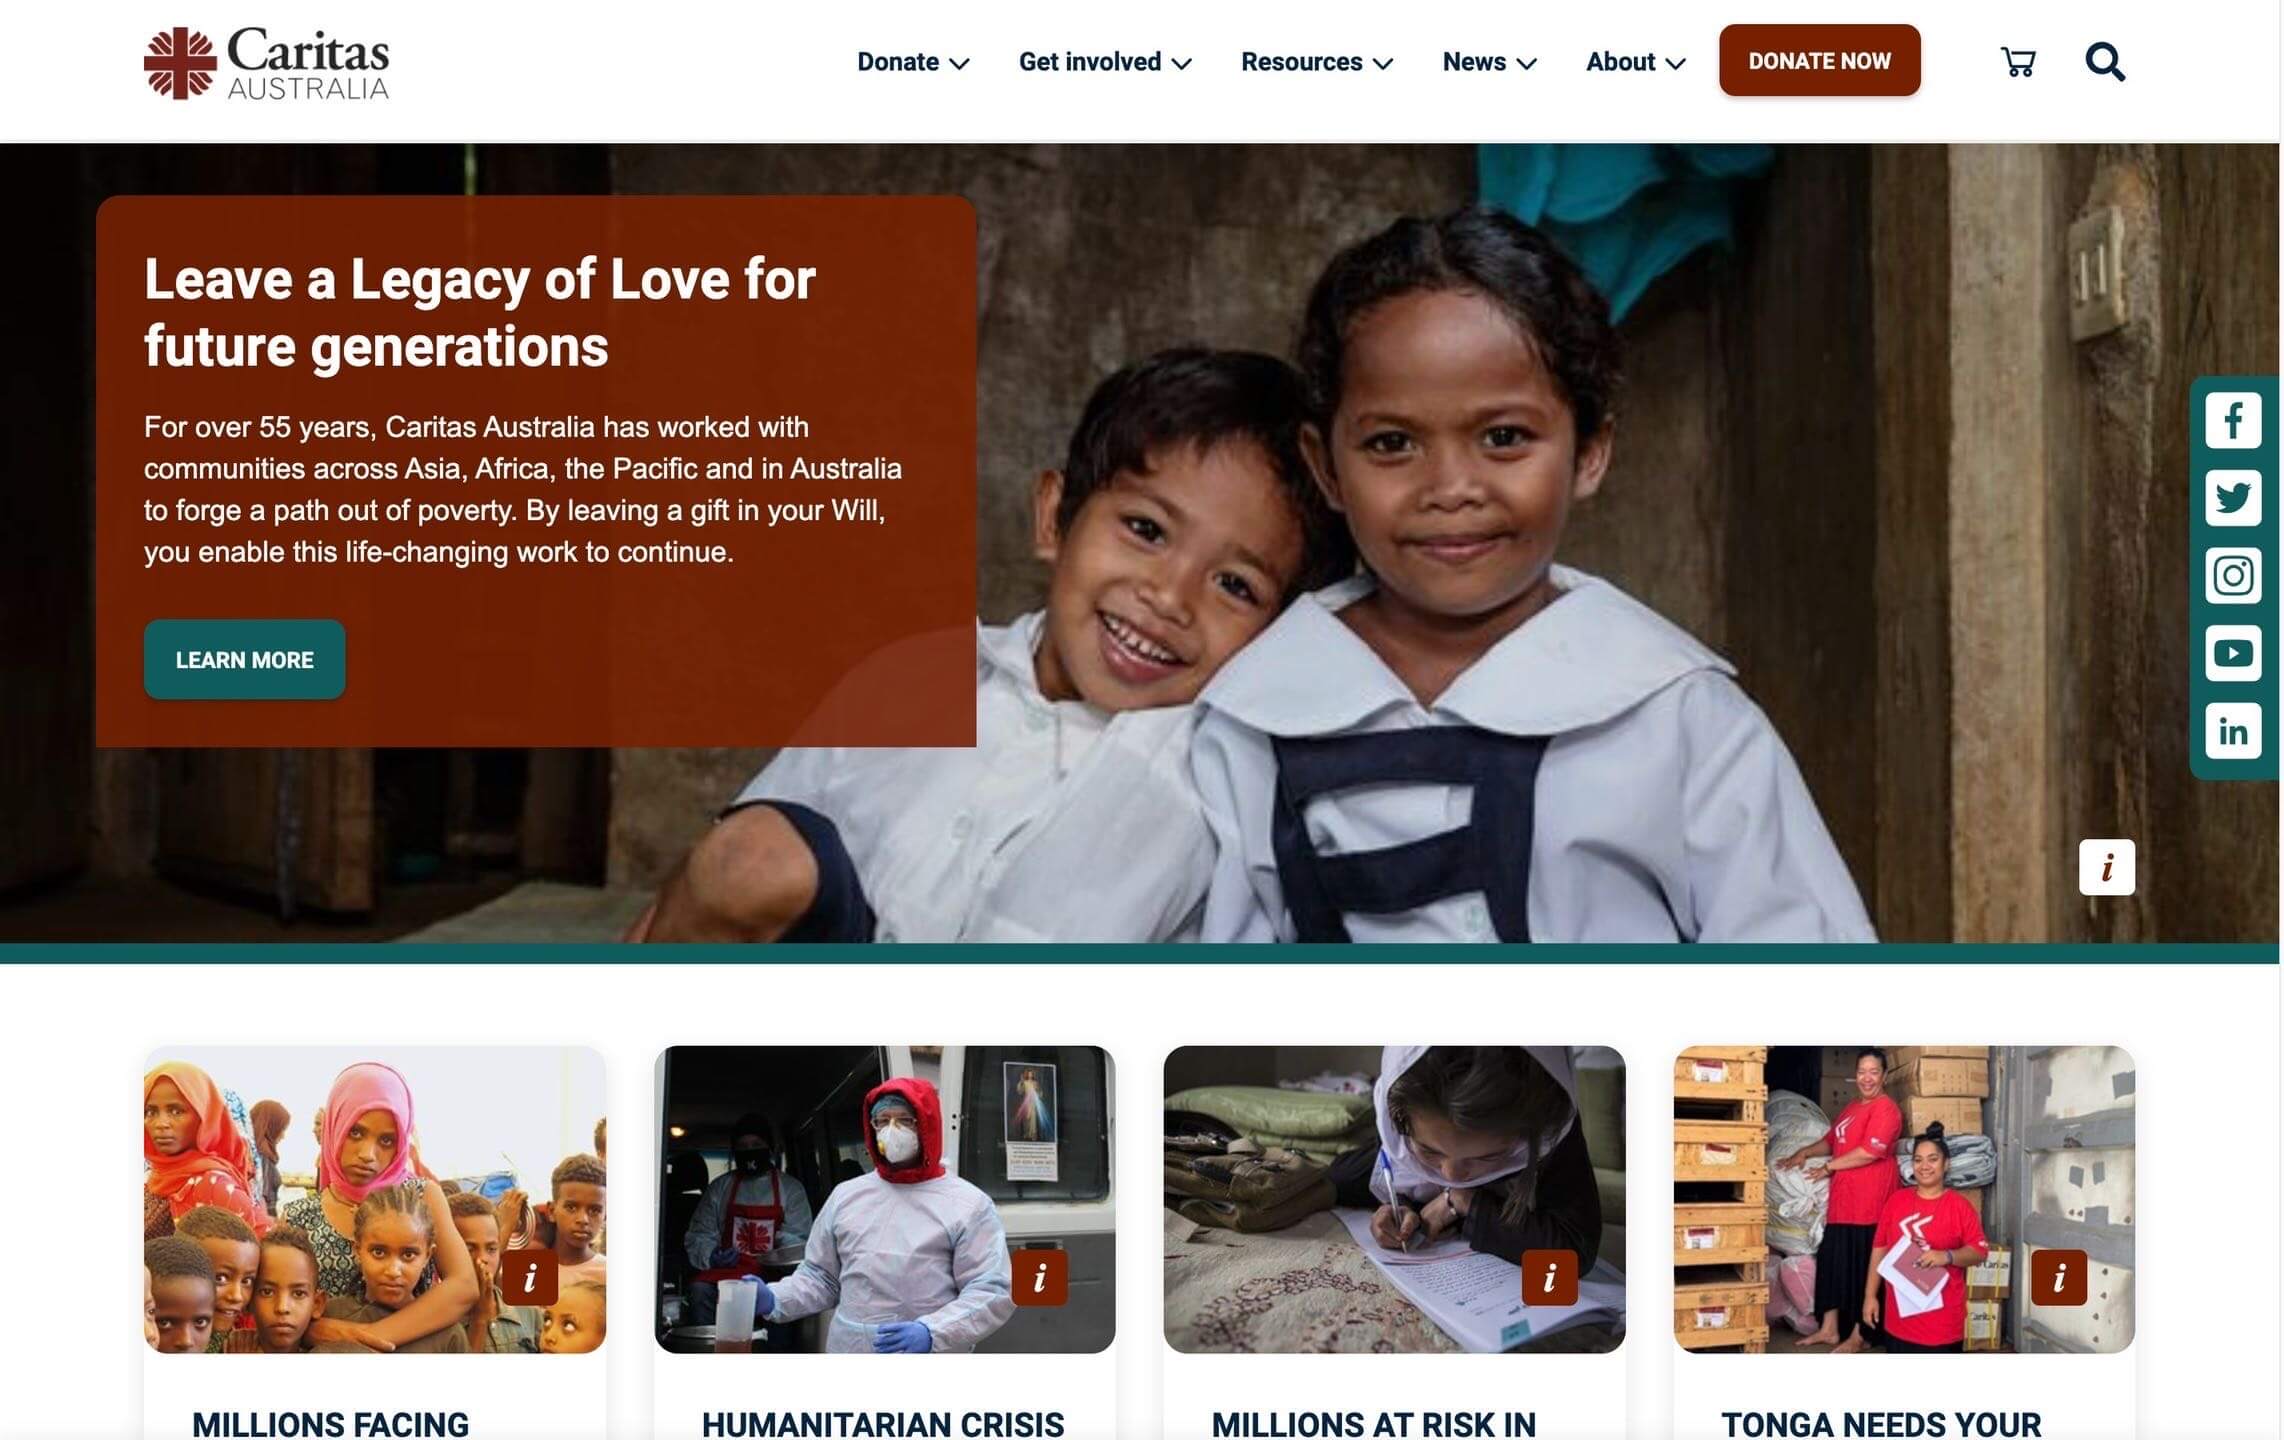 Caritas
AUSTRALIA
Donate
Get involved
Resources
News
About
DONATE NOW
Leave a Legacy of Love for
future generations
For over 55 years, Caritas Australia has worked with
communities across Asia, Africa, the Pacific and in Australia
to forge a path out of poverty. By leaving a gift in your Will,
you enable this life-changing work to continue.
LEARN MORE
f
in
i
i
i
i
i
Caritas
MILLIONS FACING
HUMANITARIAN CRISIS
MILLIONS AT RISK IN
TONGA NEEDS YOUR